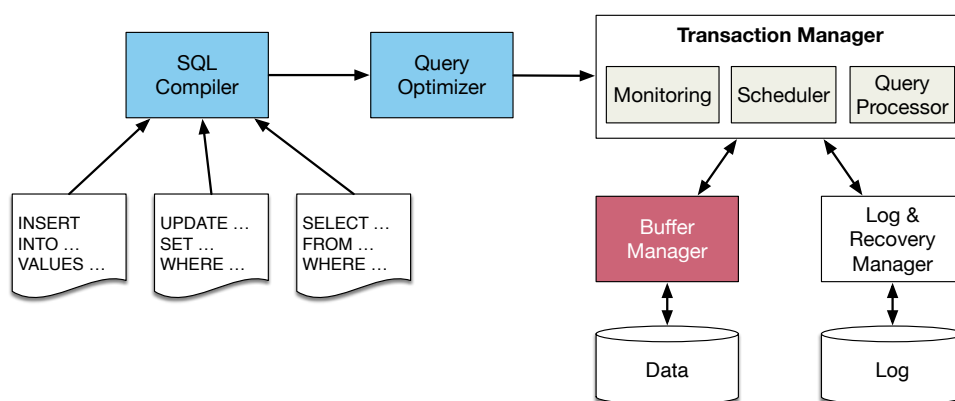 SQL
Compiler
Query
Optimizer
Transaction Manager
Monitoring
Scheduler
Query
Processor
INSERT
INTO …
VALUES …
UPDATE …
SET …
WHERE …
SELECT …
FROM …
WHERE …
Buffer
Manager
Log &
Recovery
Manager
Data
Log